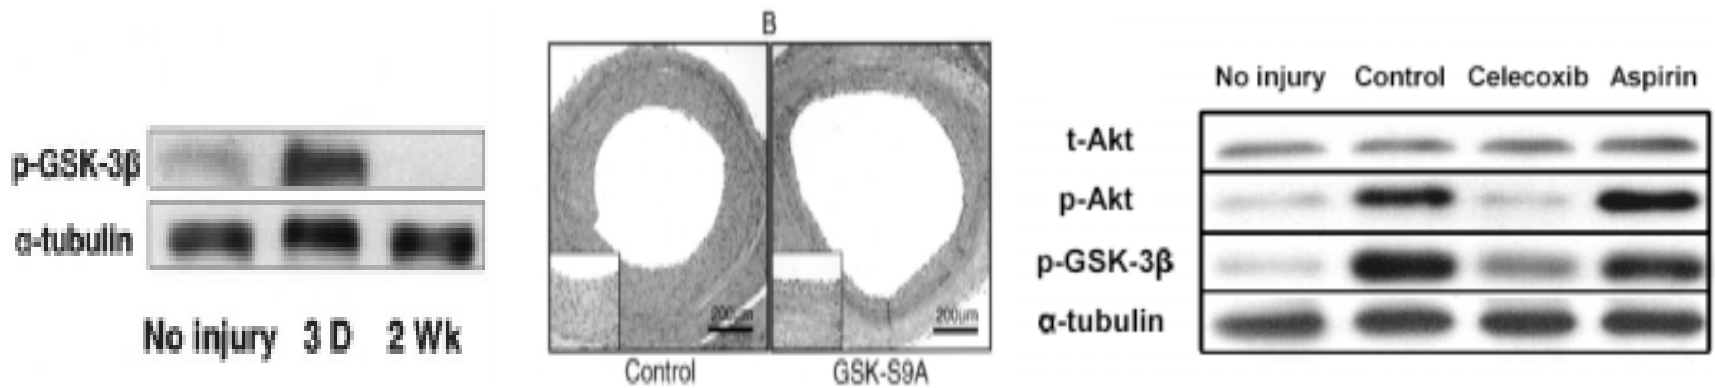 p-GSK-3β
α-tubulin
No injury 3 D 2 Wk
B
200µm 200µm
Control GSK-S9A
No injury Control Celecoxib Aspirin
t-Akt
p-Akt
p-GSK-3β
α-tubulin